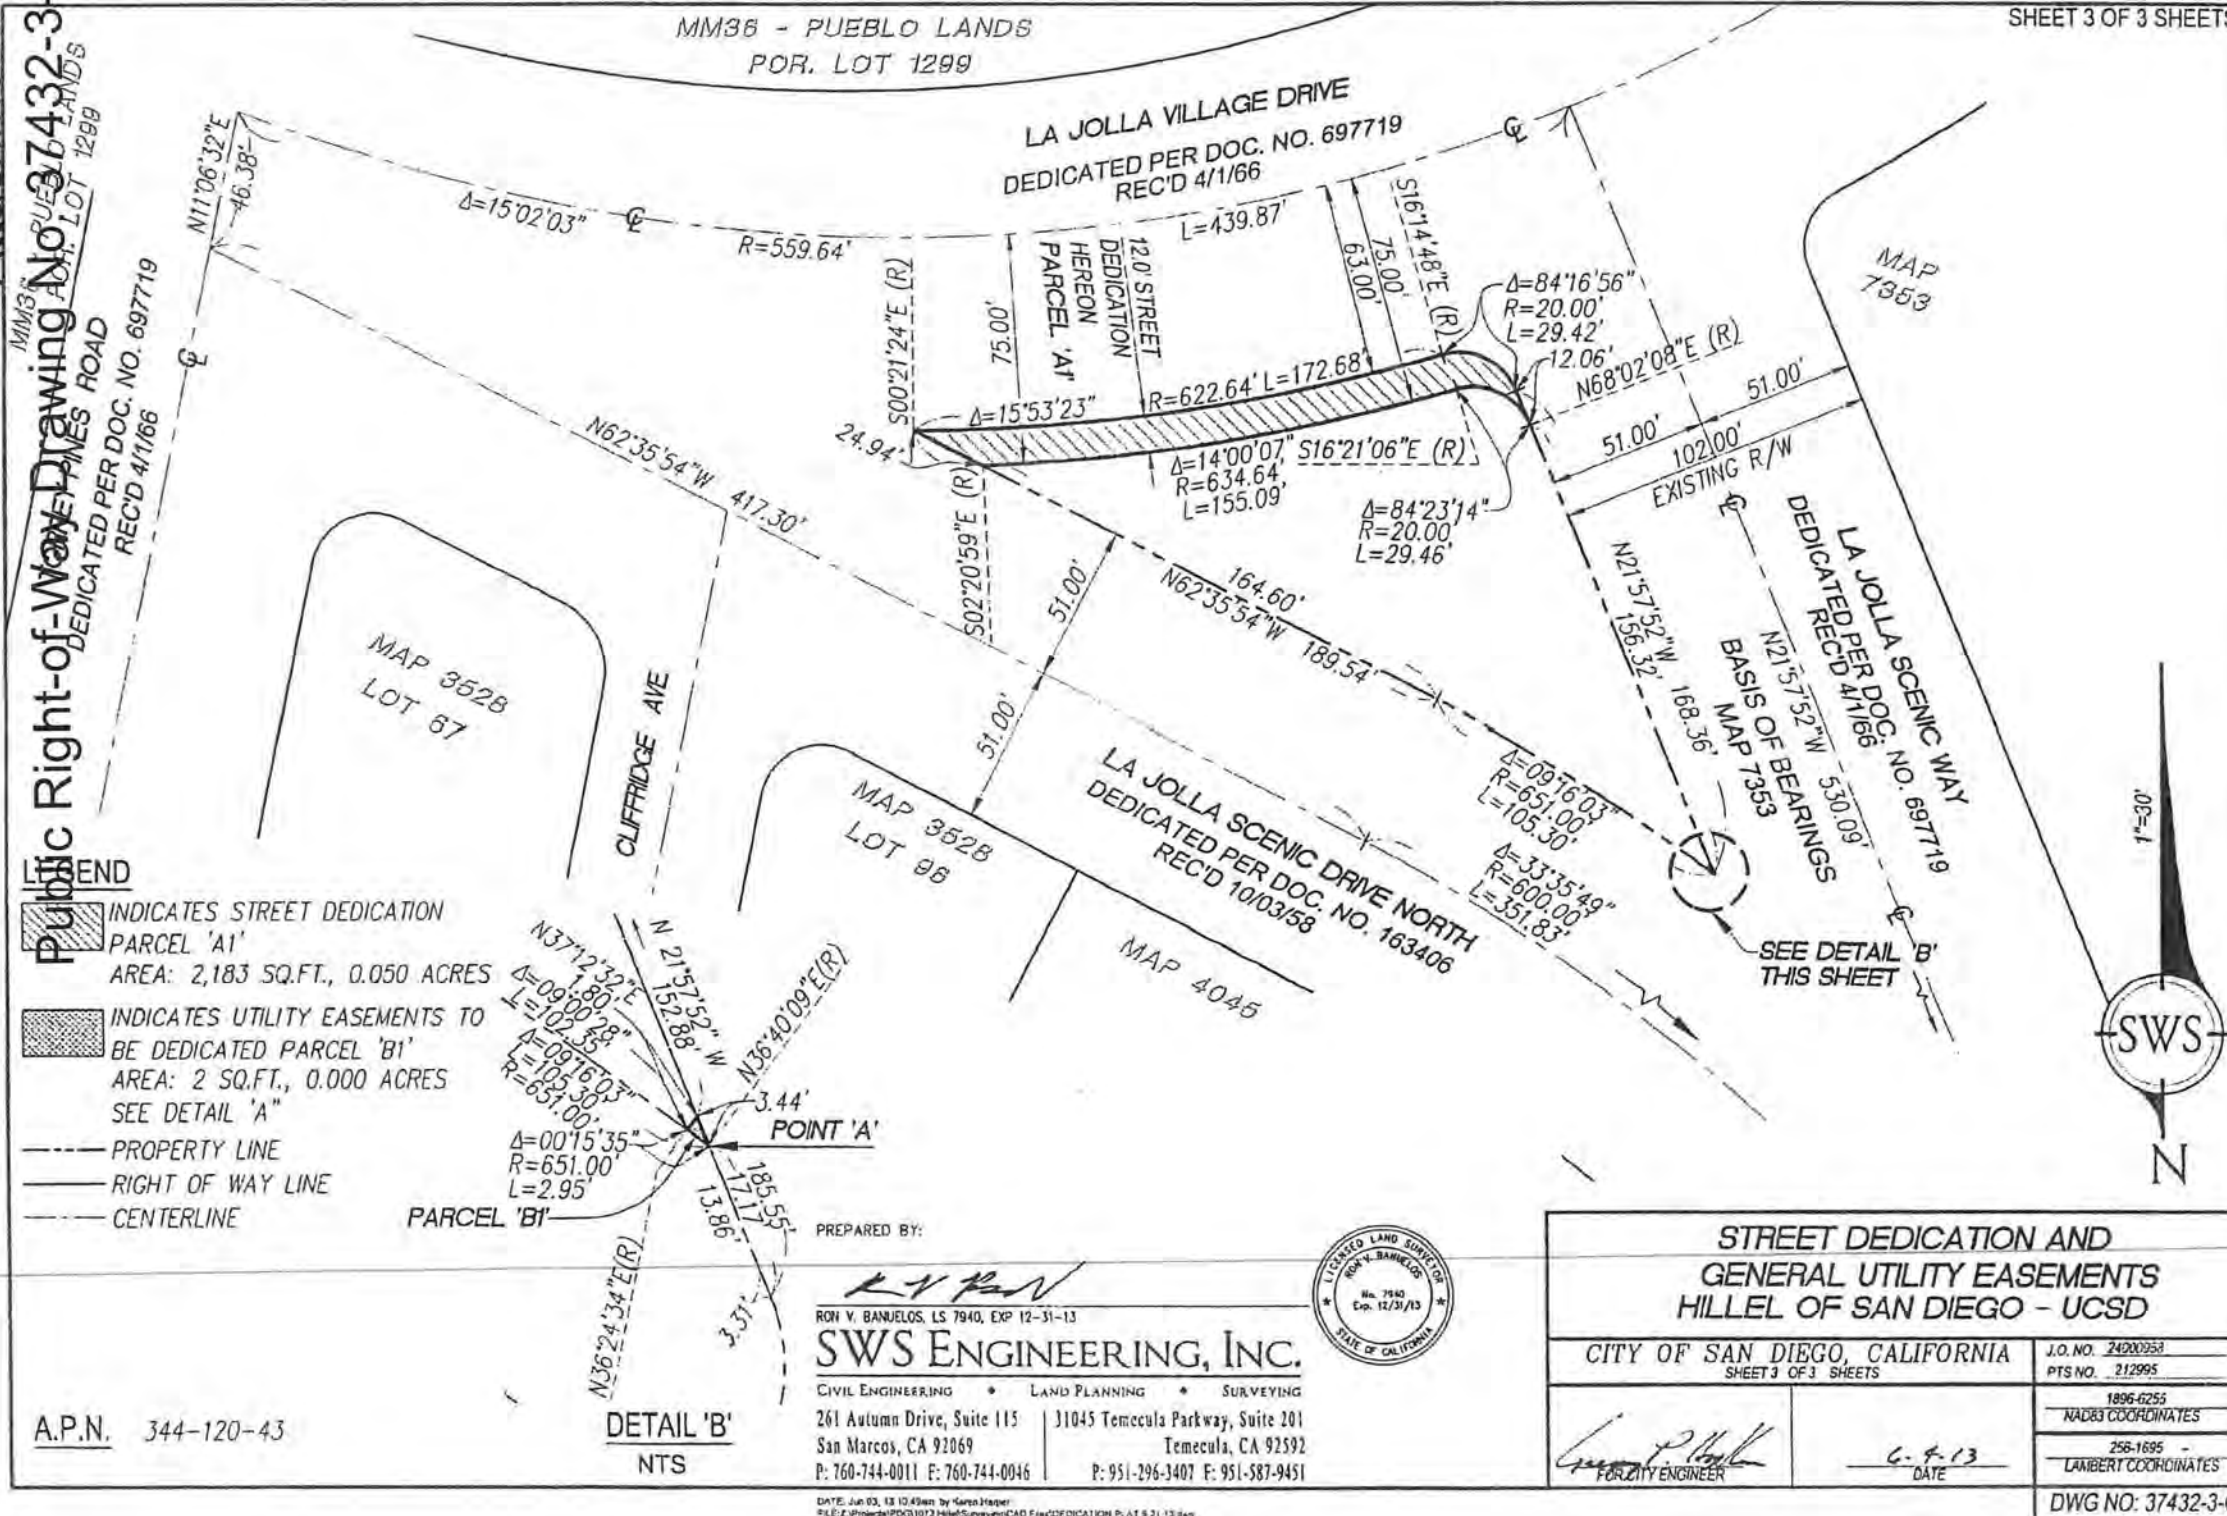 SHEET 3 OF 3 SHEETS
MM36 - PUEBLO LANDS
POR. LOT 1299
Public Right-of-Way Drawing No. 37432-3-
LA JOLLA VILLAGE DRIVE
DEDICATED PER DOC. NO. 697719
REC'D 4/1/66
N11°06'32"E
46.38'
Δ=15°02'03"
R=559.64'
L=439.87'
DEDICATED PER DOC. NO. 697719
REC'D 4/1/66
S00°21'24"E (R)
75.00'
12.0' STREET
DEDICATION
HEREON
PARCEL 'A1'
63.00'
75.00'
S16°14'48"E (R)
Δ=84°16'56"
R=20.00'
L=29.42'
12.06'
N68°02'08"E (R)
MAP
7353
51.00'
51.00'
102.00'
EXISTING R/W
Δ=15°53'23"
R=622.64' L=172.68'
24.94'
Δ=14°00'07"
R=634.64'
L=155.09'
S16°21'06"E (R)
Δ=84°23'14"
R=20.00'
L=29.46'
N62°35'54"W 417.30'
S02°20'59"E (R)
51.00'
51.00'
164.60'
N62°35'54"W 189.54'
N21°57'52"W 168.36'
156.32'
LA JOLLA SCENIC WAY
DEDICATED PER DOC. NO. 697719
REC'D 4/1/66
N21°57'52"W 530.09'
BASIS OF BEARINGS
MAP 7353
MAP 3528
LOT 67
CLIFFRIDGE AVE
MAP 3528
LOT 98
LA JOLLA SCENIC DRIVE NORTH
DEDICATED PER DOC. NO. 163406
REC'D 10/03/58
Δ=09°16'03"
R=651.00'
L=105.30'
Δ=33°35'49"
R=600.00'
L=351.83'
SEE DETAIL 'B'
THIS SHEET
MAP 4045
1"=30'
SWS
N
LEGEND
INDICATES STREET DEDICATION
PARCEL 'A1'
AREA: 2,183 SQ.FT., 0.050 ACRES
INDICATES UTILITY EASEMENTS TO
BE DEDICATED PARCEL 'B1'
AREA: 2 SQ.FT., 0.000 ACRES
SEE DETAIL 'A"
PROPERTY LINE
RIGHT OF WAY LINE
CENTERLINE
N37°12'32"E
1.80'
Δ=09°00'28"
L=102.35'
Δ=09°16'03"
L=105.30'
R=651.00'
Δ=00°15'35"
R=651.00'
L=2.95'
PARCEL 'B1'
N 21°57'52" W
152.88'
N36°40'09"E(R)
3.44'
POINT 'A'
185.55'
17.17'
13.86'
3.31'
N36°24'34"E(R)
DETAIL 'B'
NTS
A.P.N. 344-120-43
PREPARED BY:
RON V. BANUELOS, LS 7940, EXP 12-31-13
SWS ENGINEERING, INC.
CIVIL ENGINEERING • LAND PLANNING • SURVEYING
261 Autumn Drive, Suite 115
San Marcos, CA 92069
P: 760-744-0011 F: 760-744-0046
31045 Temecula Parkway, Suite 201
Temecula, CA 92592
P: 951-296-3407 F: 951-587-9451
LICENSED LAND SURVEYOR
RON V. BANUELOS
No. 7940
Exp. 12/31/13
STATE OF CALIFORNIA
STREET DEDICATION AND
GENERAL UTILITY EASEMENTS
HILLEL OF SAN DIEGO - UCSD
CITY OF SAN DIEGO, CALIFORNIA
SHEET 3 OF 3 SHEETS
J.O. NO. 24000958
PTS NO. 212995
1896-6255
NAD83 COORDINATES
256-1695
LAMBERT COORDINATES
FOR CITY ENGINEER
6-4-13
DATE
DWG NO: 37432-3-
DATE: Jun 03, 13 10:49am by Karen Harper